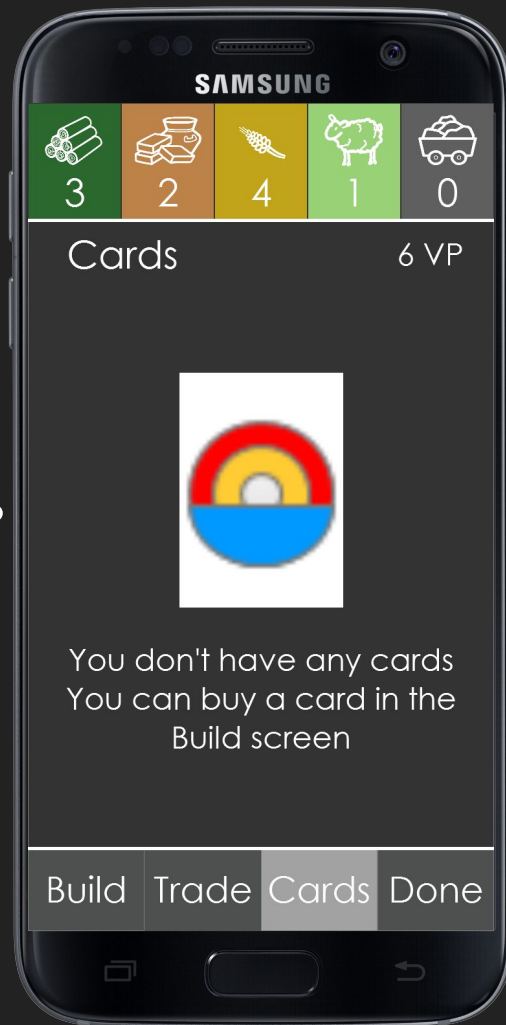 SAMSUNG
3 2 4 1 0
Cards 6 VP
You don't have any cards
You can buy a card in the
Build screen
Build Trade Cards Done